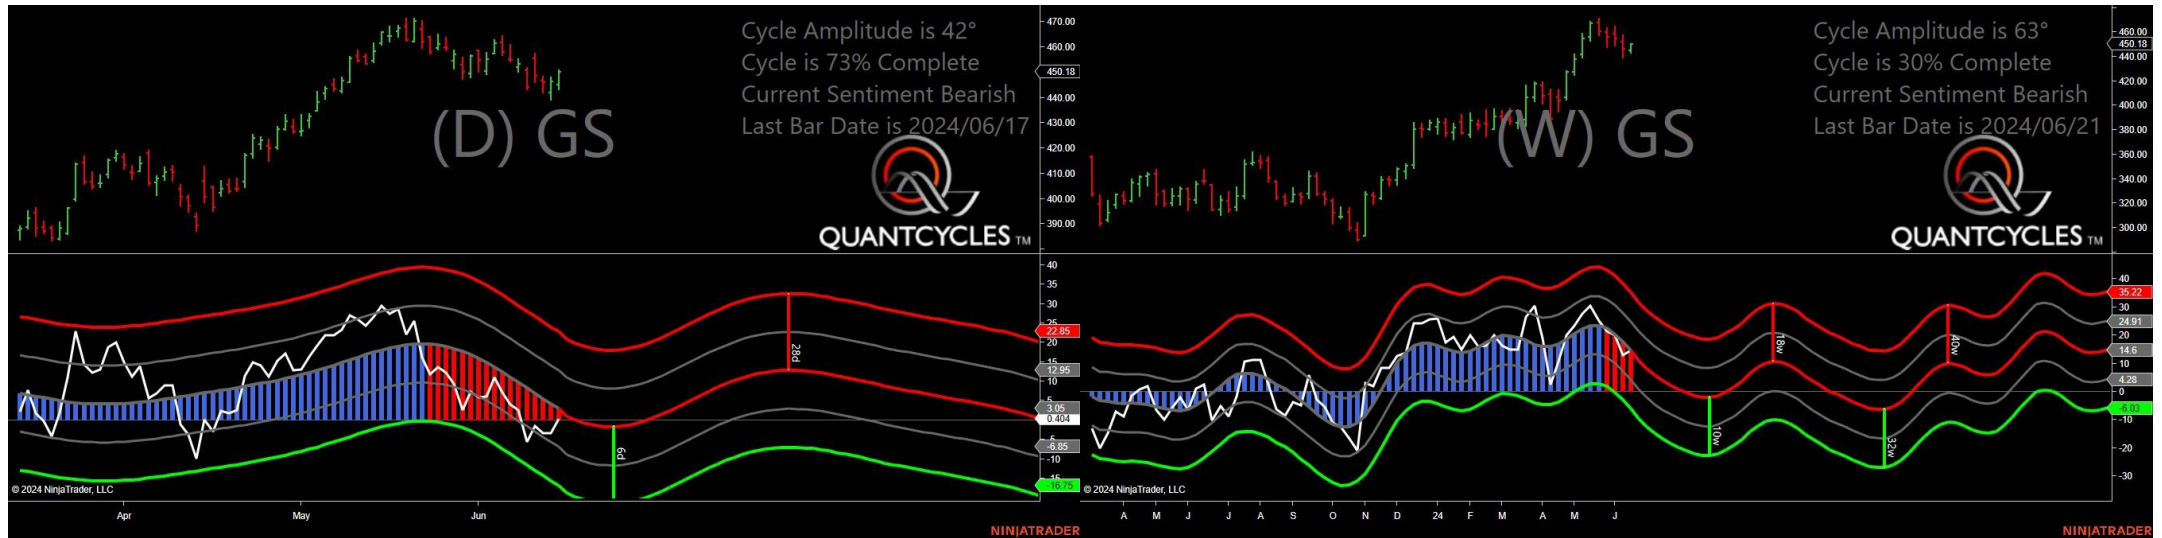 Cycle Amplitude is 42°
Cycle is 73% Complete
Current Sentiment Bearish
Last Bar Date is 2024/06/17
(D) GS
QUANTCYCLES TM
470.00
460.00
450.18
440.00
430.00
420.00
410.00
400.00
390.00
40
35
30
25
22.85
20
15
12.95
10
5
3.05
0.404
-5
-6.85
-10
-15
-16.75
28d
6d
© 2024 NinjaTrader, LLC
Apr May Jun
NINJATRADER
Cycle Amplitude is 63°
Cycle is 30% Complete
Current Sentiment Bearish
Last Bar Date is 2024/06/21
(W) GS
QUANTCYCLES TM
460.00
450.18
440.00
420.00
400.00
380.00
360.00
340.00
320.00
300.00
40
35.22
30
24.91
20
14.6
10
4.28
0
-6.03
-10
-20
-30
18w
40w
10w
32w
© 2024 NinjaTrader, LLC
A M J J A S O N D 24 F M A M J
NINJATRADER